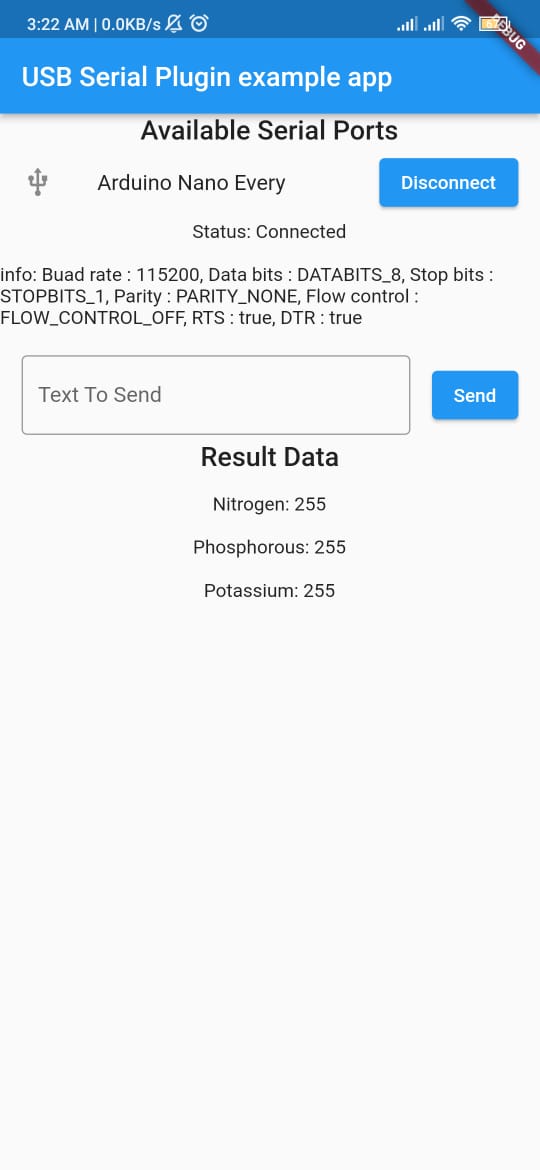 3:22 AM | 0.0KB/s
DEBUG
USB Serial Plugin example app
Available Serial Ports
Arduino Nano Every
Disconnect
Status: Connected
info: Buad rate : 115200, Data bits : DATABITS_8, Stop bits :
STOPBITS_1, Parity : PARITY_NONE, Flow control :
FLOW_CONTROL_OFF, RTS : true, DTR : true
Text To Send
Send
Result Data
Nitrogen: 255
Phosphorous: 255
Potassium: 255